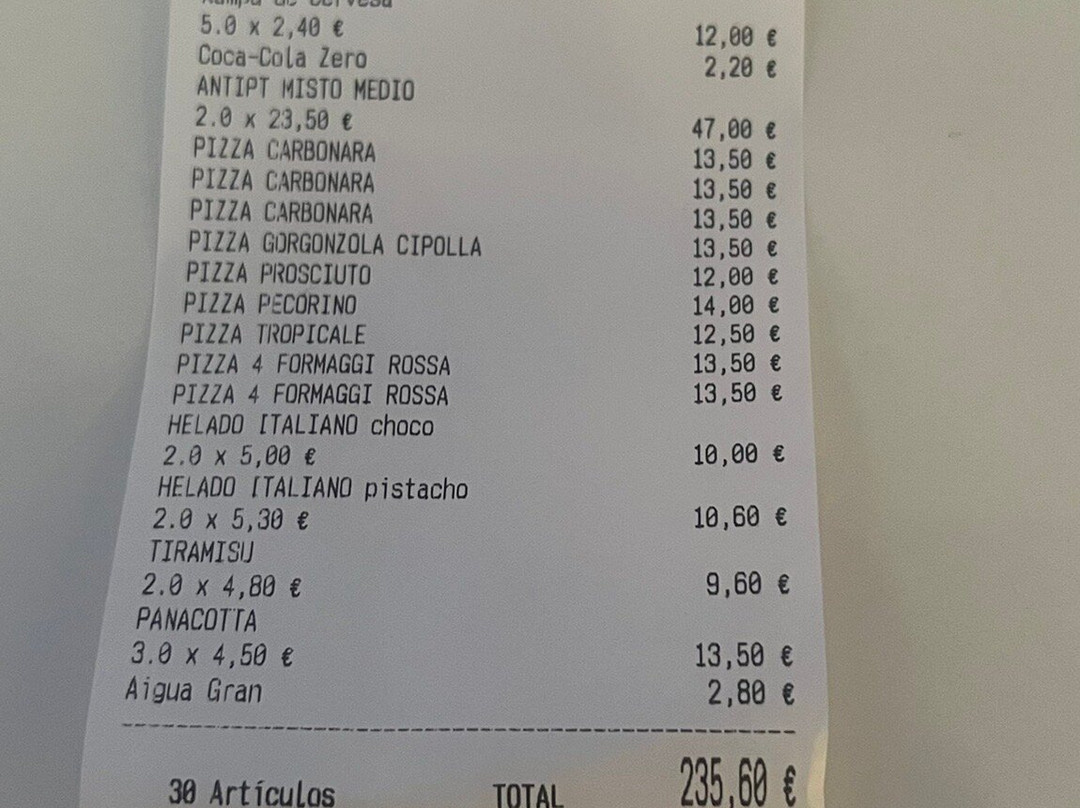 5.0 x 2,40 € 12,00 €
Coca-Cola Zero 2,20 €
ANTIPT MISTO MEDIO
2.0 x 23,50 € 47,00 €
PIZZA CARBONARA 13,50 €
PIZZA CARBONARA 13,50 €
PIZZA CARBONARA 13,50 €
PIZZA GORGONZOLA CIPOLLA 13,50 €
PIZZA PROSCIUTO 12,00 €
PIZZA PECORINO 14,00 €
PIZZA TROPICALE 12,50 €
PIZZA 4 FORMAGGI ROSSA 13,50 €
PIZZA 4 FORMAGGI ROSSA 13,50 €
HELADO ITALIANO choco
2.0 x 5,00 € 10,00 €
HELADO ITALIANO pistacho
2.0 x 5,30 € 10,60 €
TIRAMISU
2.0 x 4,80 € 9,60 €
PANACOTTA
3.0 x 4,50 € 13,50 €
Aigua Gran 2,80 €
30 Artículos TOTAL 235,60 €